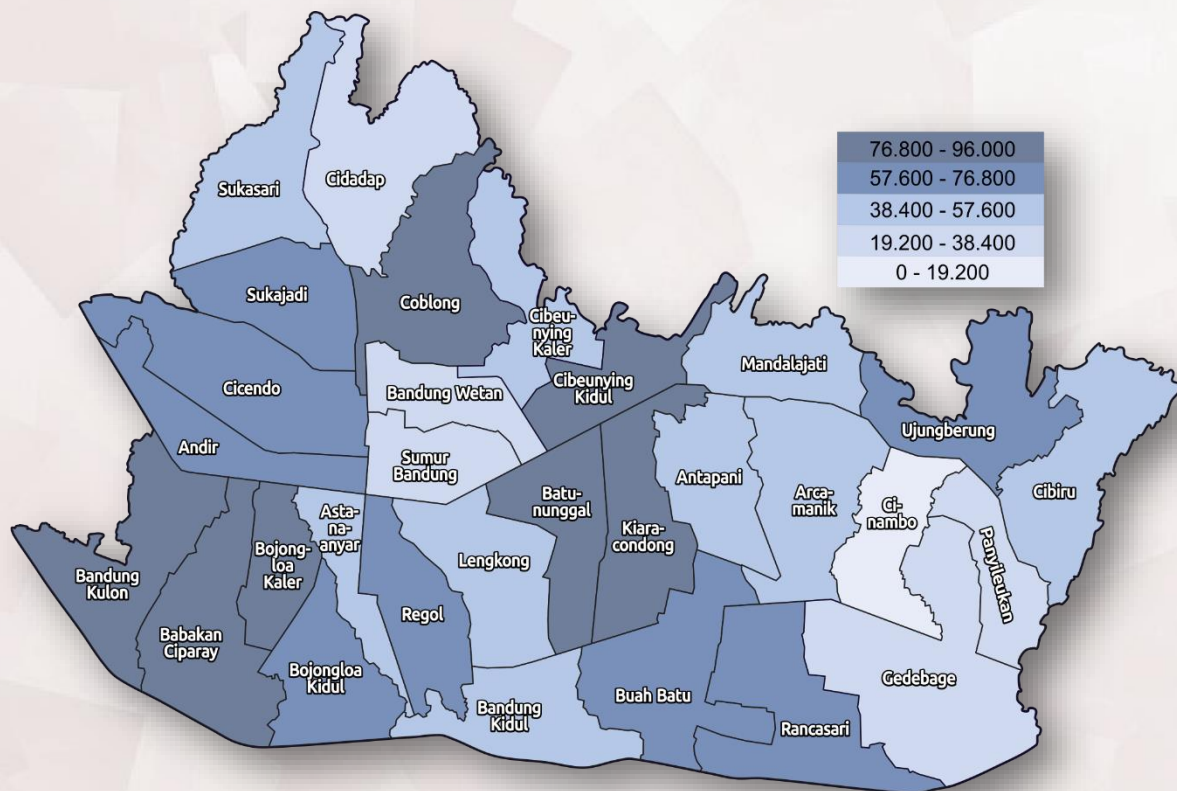 76.800 - 96.000
57.600 - 76.800
38.400 - 57.600
19.200 - 38.400
0 - 19.200
Sukasari
Cidadap
Sukajadi
Coblong
Cibeu-
nying
Kaler
Mandalajati
Cicendo
Bandung Wetan
Cibeunying
Kidul
Ujungberung
Andir
Sumur
Bandung
Antapani
Arca-
manik
Ci-
nambo
Cibiru
Batu-
nunggal
Kiara-
condong
Asta-
na-
anyar
Bojong-
loa
Kaler
Lengkong
Panyileukan
Bandung
Kulon
Babakan
Ciparay
Regol
Bojongloa
Kidul
Bandung
Kidul
Buah Batu
Gedebage
Rancasari